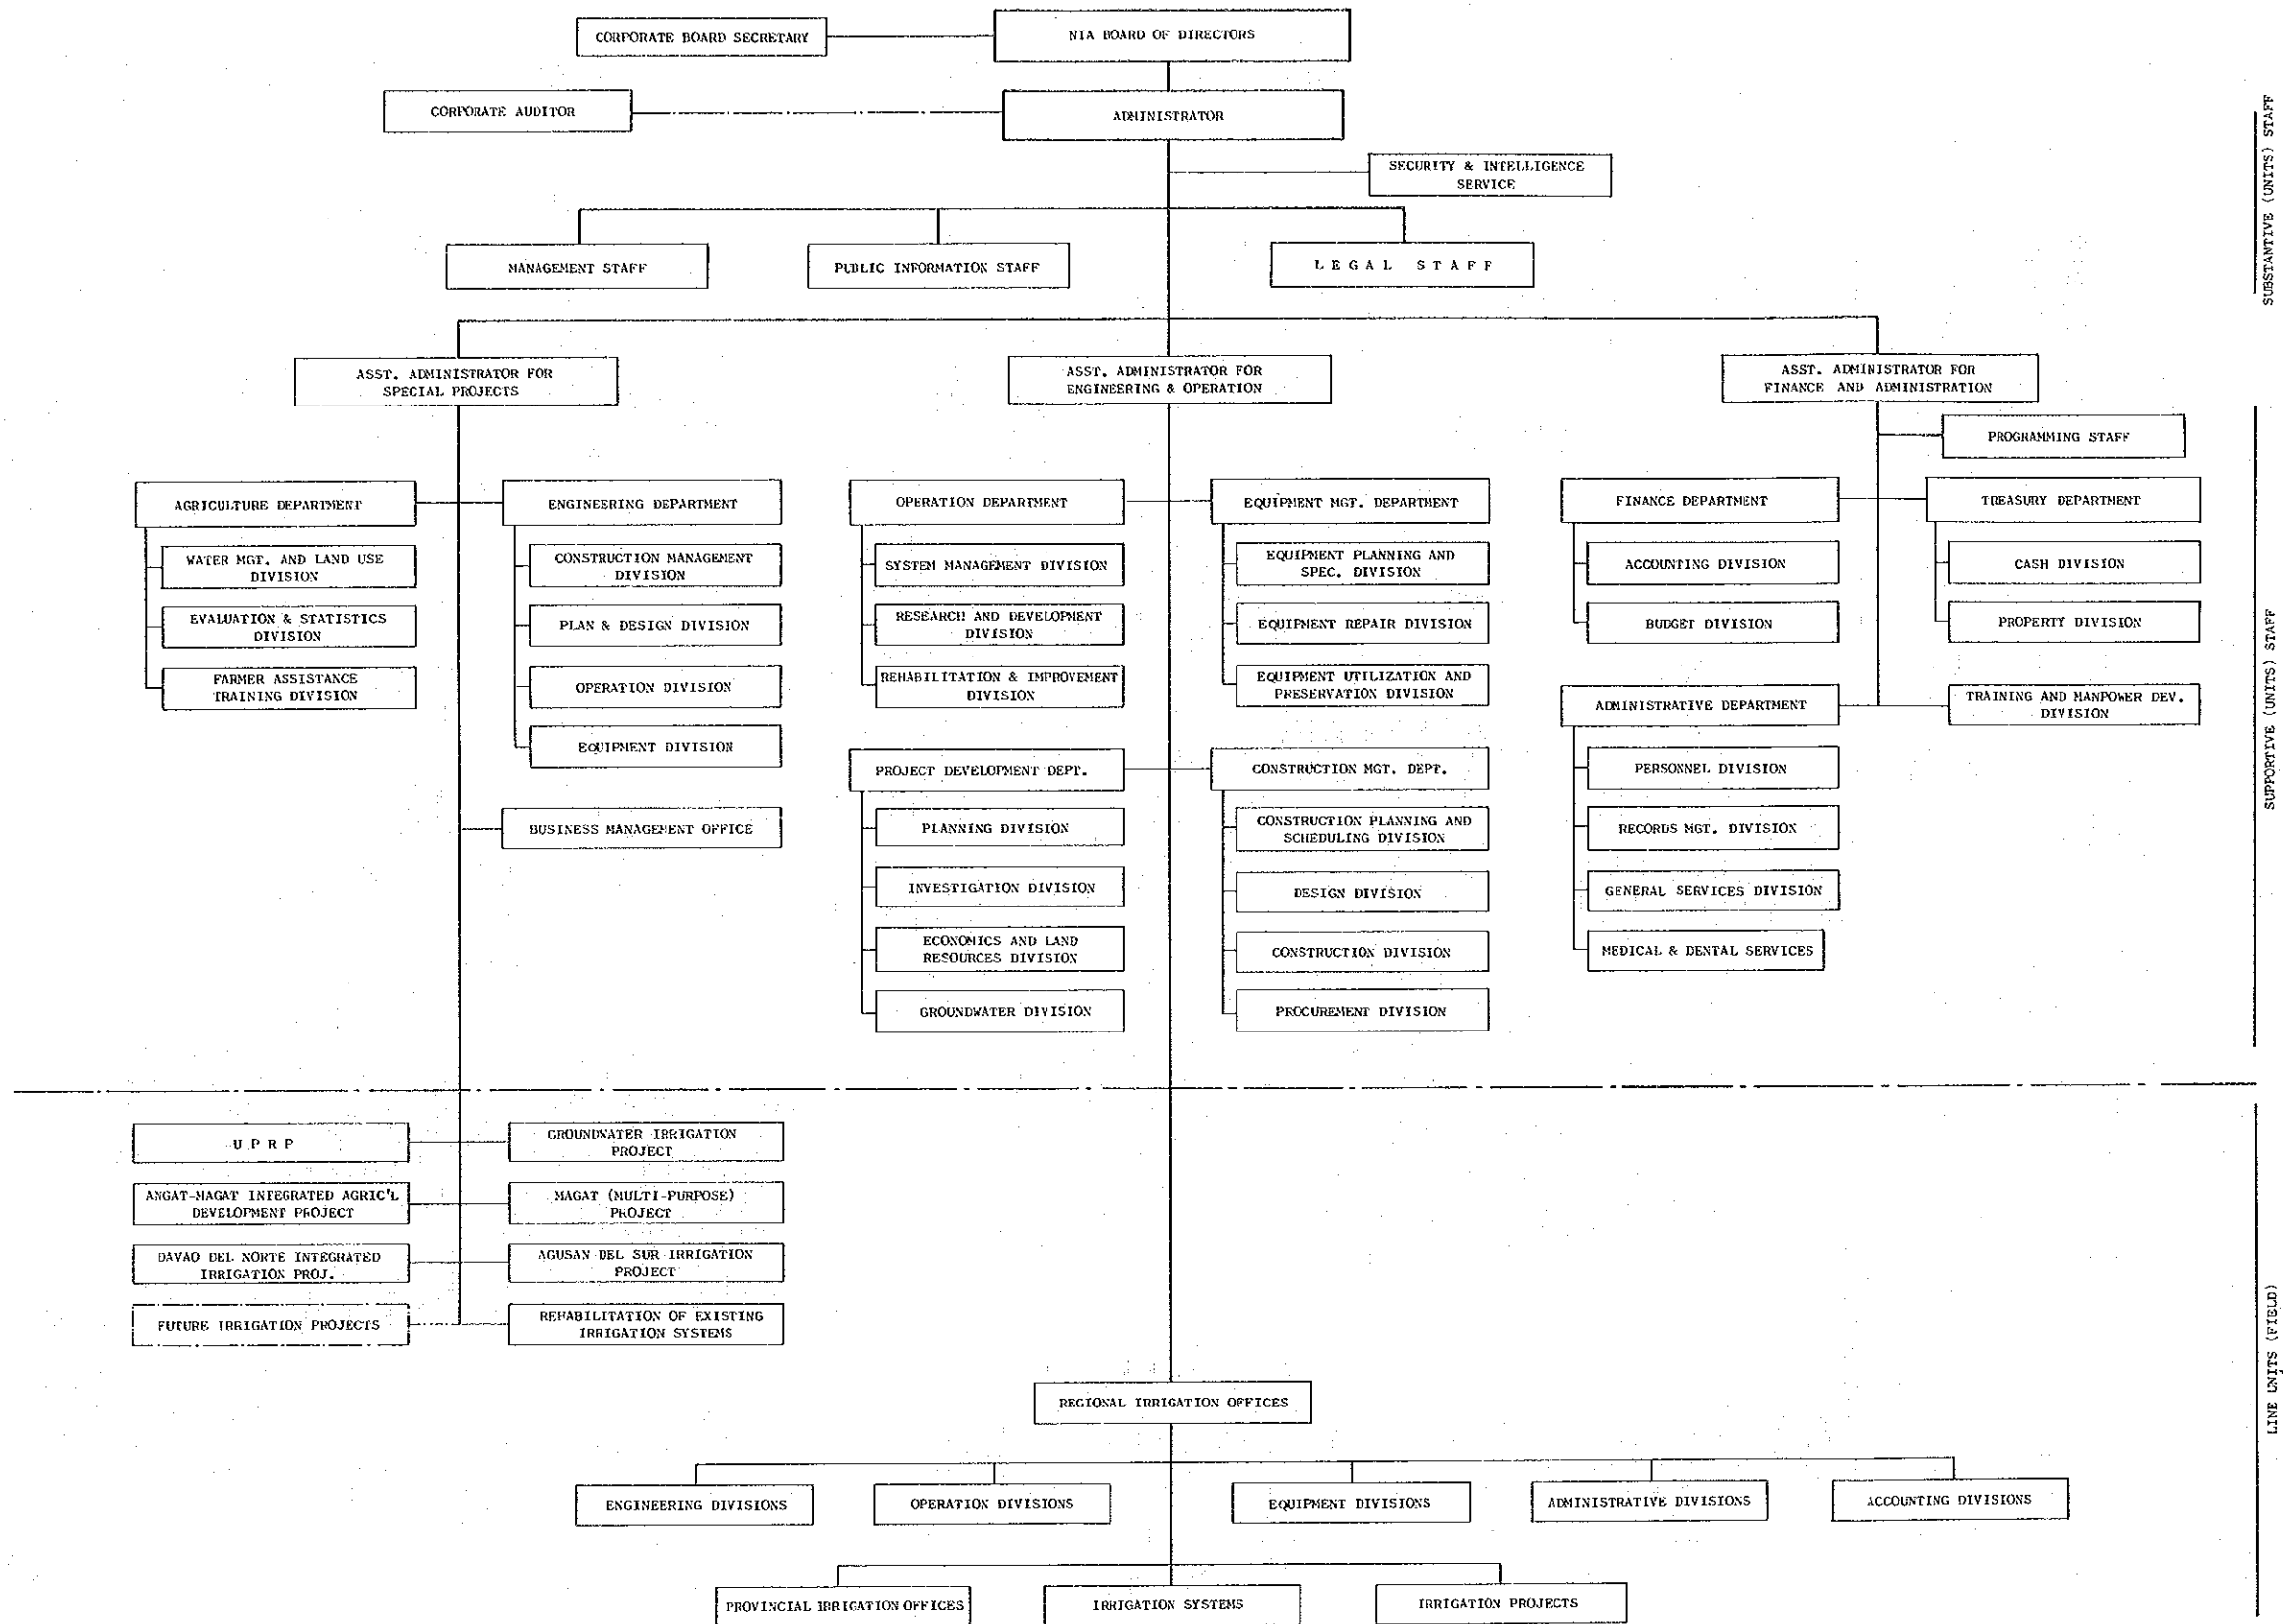 CORPORATE BOARD SECRETARY
NIA BOARD OF DIRECTORS
CORPORATE AUDITOR
ADMINISTRATOR
SECURITY & INTELLIGENCE
SERVICE
MANAGEMENT STAFF
PUBLIC INFORMATION STAFF
LEGAL STAFF
SUBSTANTIVE (UNITS) STAFF
ASST. ADMINISTRATOR FOR
SPECIAL PROJECTS
ASST. ADMINISTRATOR FOR
ENGINEERING & OPERATION
ASST. ADMINISTRATOR FOR
FINANCE AND ADMINISTRATION
PROGRAMMING STAFF
AGRICULTURE DEPARTMENT
WATER MGT. AND LAND USE
DIVISION
EVALUATION & STATISTICS
DIVISION
FARMER ASSISTANCE
TRAINING DIVISION
ENGINEERING DEPARTMENT
CONSTRUCTION MANAGEMENT
DIVISION
PLAN & DESIGN DIVISION
OPERATION DIVISION
EQUIPMENT DIVISION
BUSINESS MANAGEMENT OFFICE
OPERATION DEPARTMENT
SYSTEM MANAGEMENT DIVISION
RESEARCH AND DEVELOPMENT
DIVISION
REHABILITATION & IMPROVEMENT
DIVISION
EQUIPMENT MGT. DEPARTMENT
EQUIPMENT PLANNING AND
SPEC. DIVISION
EQUIPMENT REPAIR DIVISION
EQUIPMENT UTILIZATION AND
PRESERVATION DIVISION
PROJECT DEVELOPMENT DEPT.
PLANNING DIVISION
INVESTIGATION DIVISION
ECONOMICS AND LAND
RESOURCES DIVISION
GROUNDWATER DIVISION
CONSTRUCTION MGT. DEPT.
CONSTRUCTION PLANNING AND
SCHEDULING DIVISION
DESIGN DIVISION
CONSTRUCTION DIVISION
PROCUREMENT DIVISION
FINANCE DEPARTMENT
ACCOUNTING DIVISION
BUDGET DIVISION
TREASURY DEPARTMENT
CASH DIVISION
PROPERTY DIVISION
ADMINISTRATIVE DEPARTMENT
PERSONNEL DIVISION
RECORDS MGT. DIVISION
GENERAL SERVICES DIVISION
MEDICAL & DENTAL SERVICES
TRAINING AND MANPOWER DEV.
DIVISION
SUPPORTIVE (UNITS) STAFF
U P R P
GROUNDWATER IRRIGATION
PROJECT
ANGAT-MAGAT INTEGRATED AGRIC'L
DEVELOPMENT PROJECT
MAGAT (MULTI-PURPOSE)
PROJECT
DAVAO DEL NORTE INTEGRATED
IRRIGATION PROJ.
AGUSAN DEL SUR IRRIGATION
PROJECT
FUTURE IRRIGATION PROJECTS
REHABILITATION OF EXISTING
IRRIGATION SYSTEMS
REGIONAL IRRIGATION OFFICES
ENGINEERING DIVISIONS
OPERATION DIVISIONS
EQUIPMENT DIVISIONS
ADMINISTRATIVE DIVISIONS
ACCOUNTING DIVISIONS
PROVINCIAL IRRIGATION OFFICES
IRRIGATION SYSTEMS
IRRIGATION PROJECTS
LINE UNITS (FIELD)